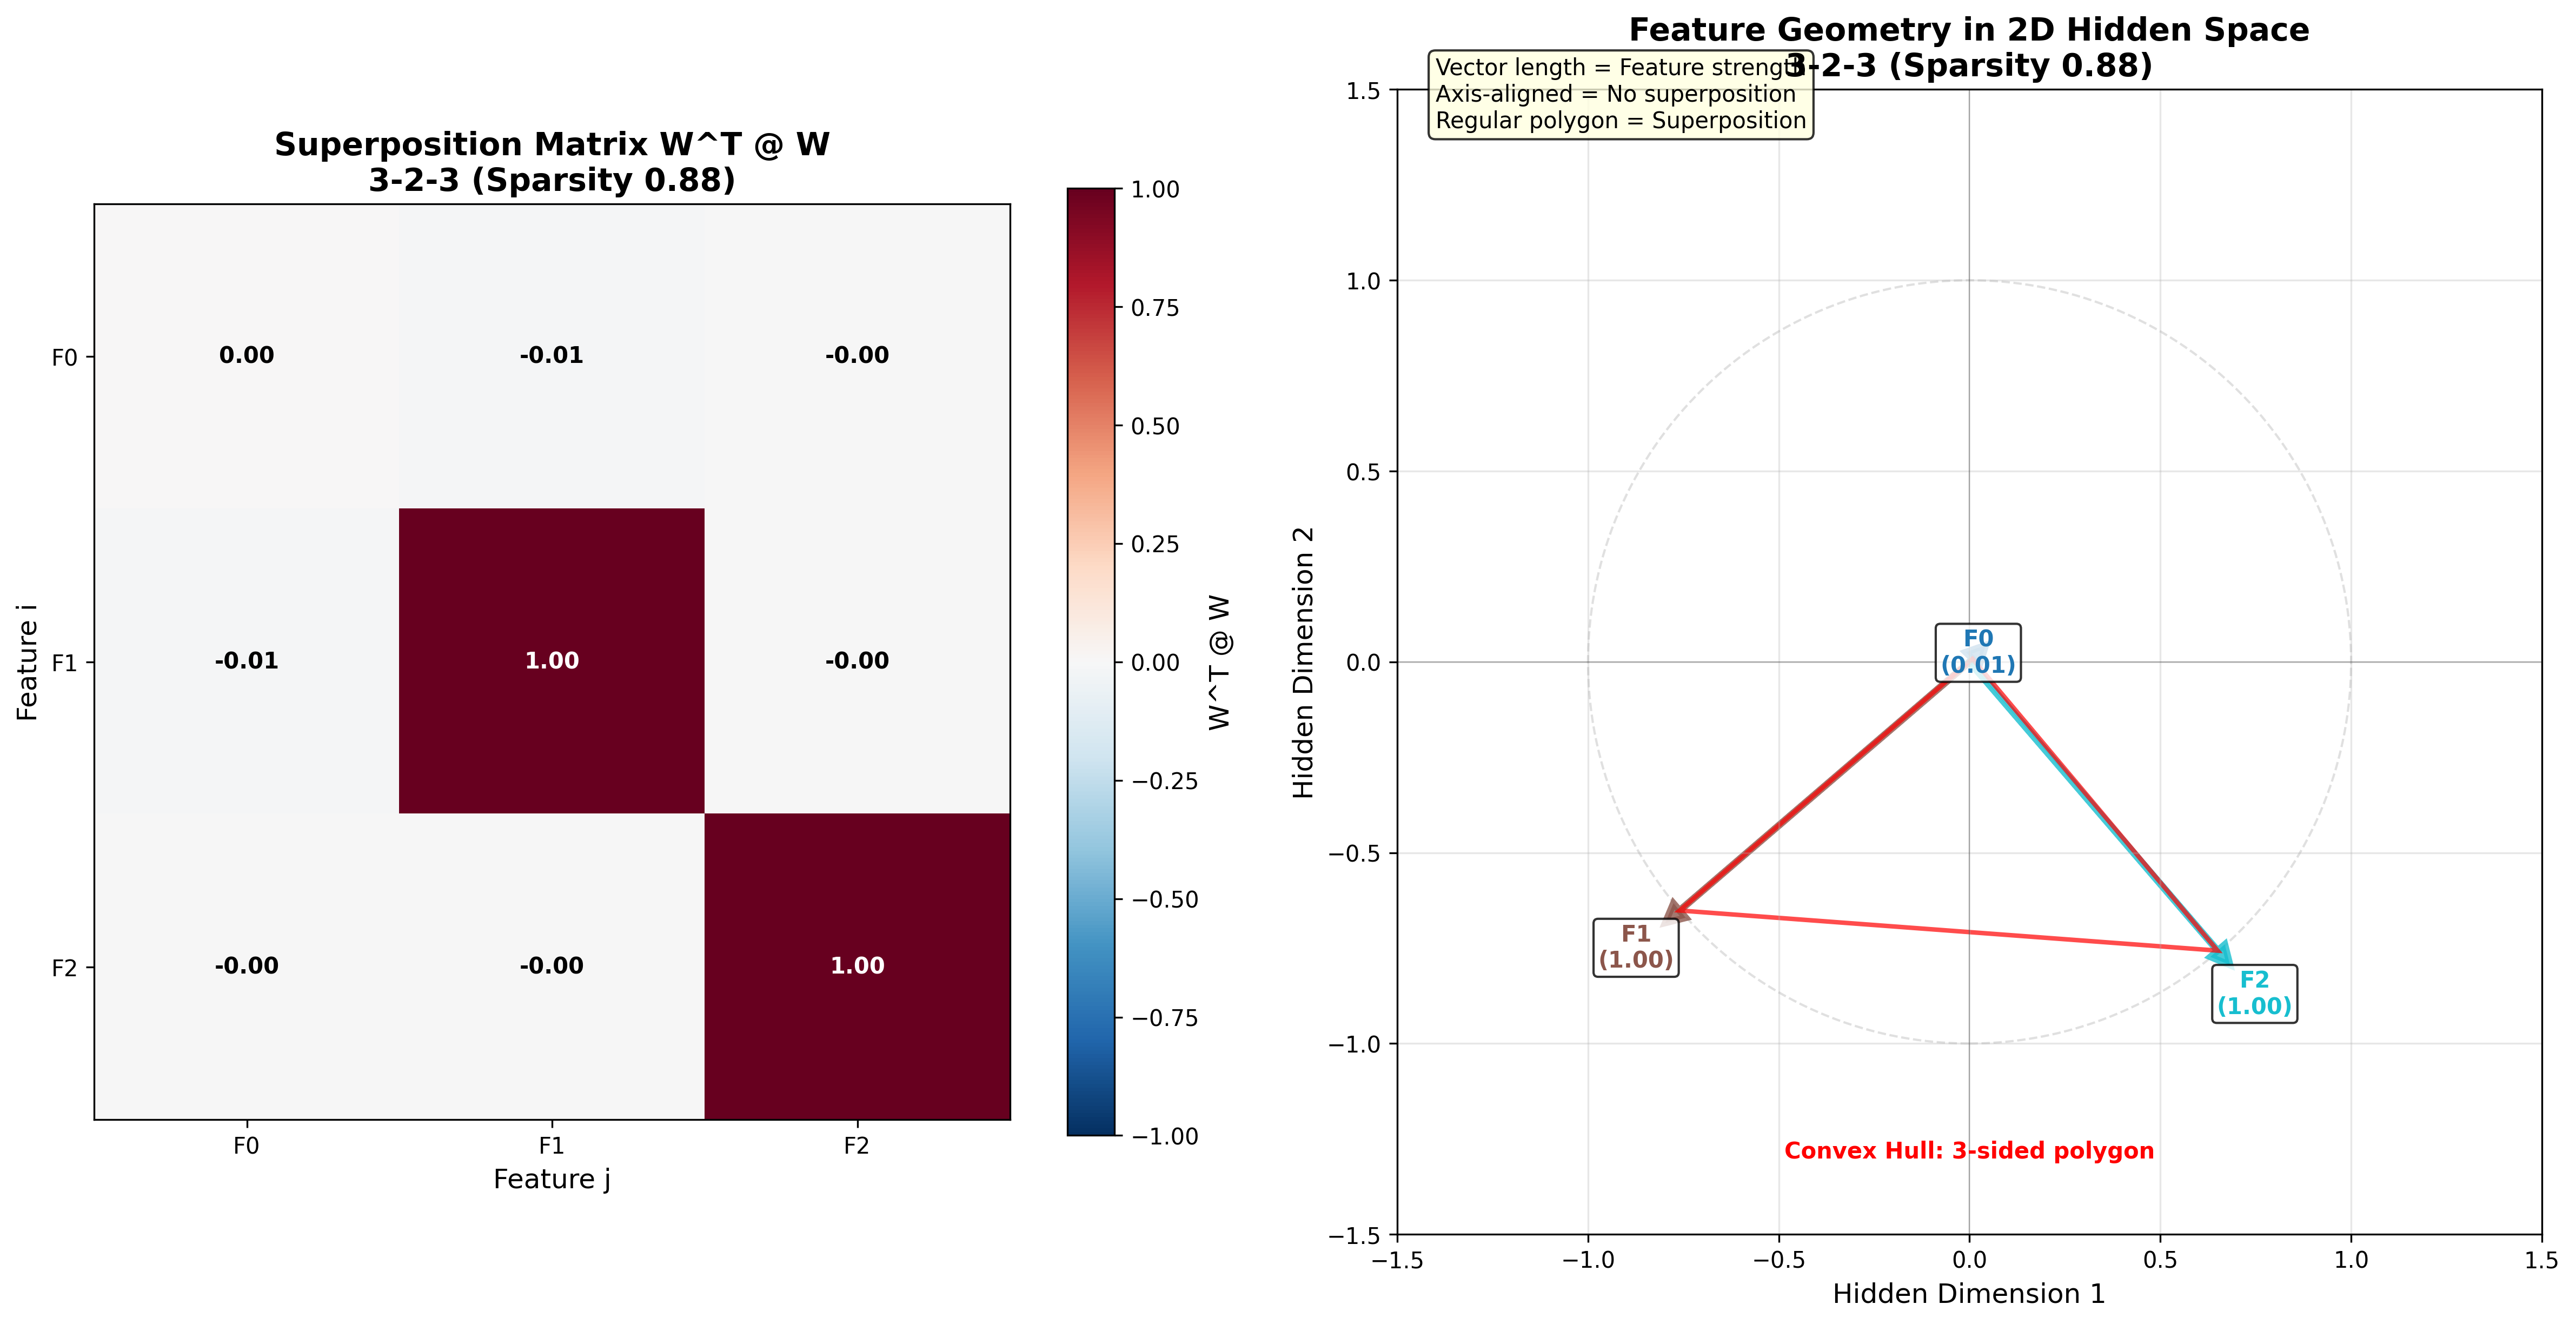 Superposition Matrix W^T @ W
3-2-3 (Sparsity 0.88)
F0
F1
F2
Feature i
0.00
-0.01
-0.00
-0.01
1.00
-0.00
-0.00
-0.00
1.00
F0
F1
F2
Feature j
1.00
0.75
0.50
0.25
0.00
−0.25
−0.50
−0.75
−1.00
W^T @ W
Feature Geometry in 2D Hidden Space
3-2-3 (Sparsity 0.88)
Vector length = Feature strength
Axis-aligned = No superposition
Regular polygon = Superposition
1.5
1.0
0.5
0.0
−0.5
−1.0
−1.5
Hidden Dimension 2
F0
(0.01)
F1
(1.00)
F2
(1.00)
Convex Hull: 3-sided polygon
−1.5
−1.0
−0.5
0.0
0.5
1.0
1.5
Hidden Dimension 1